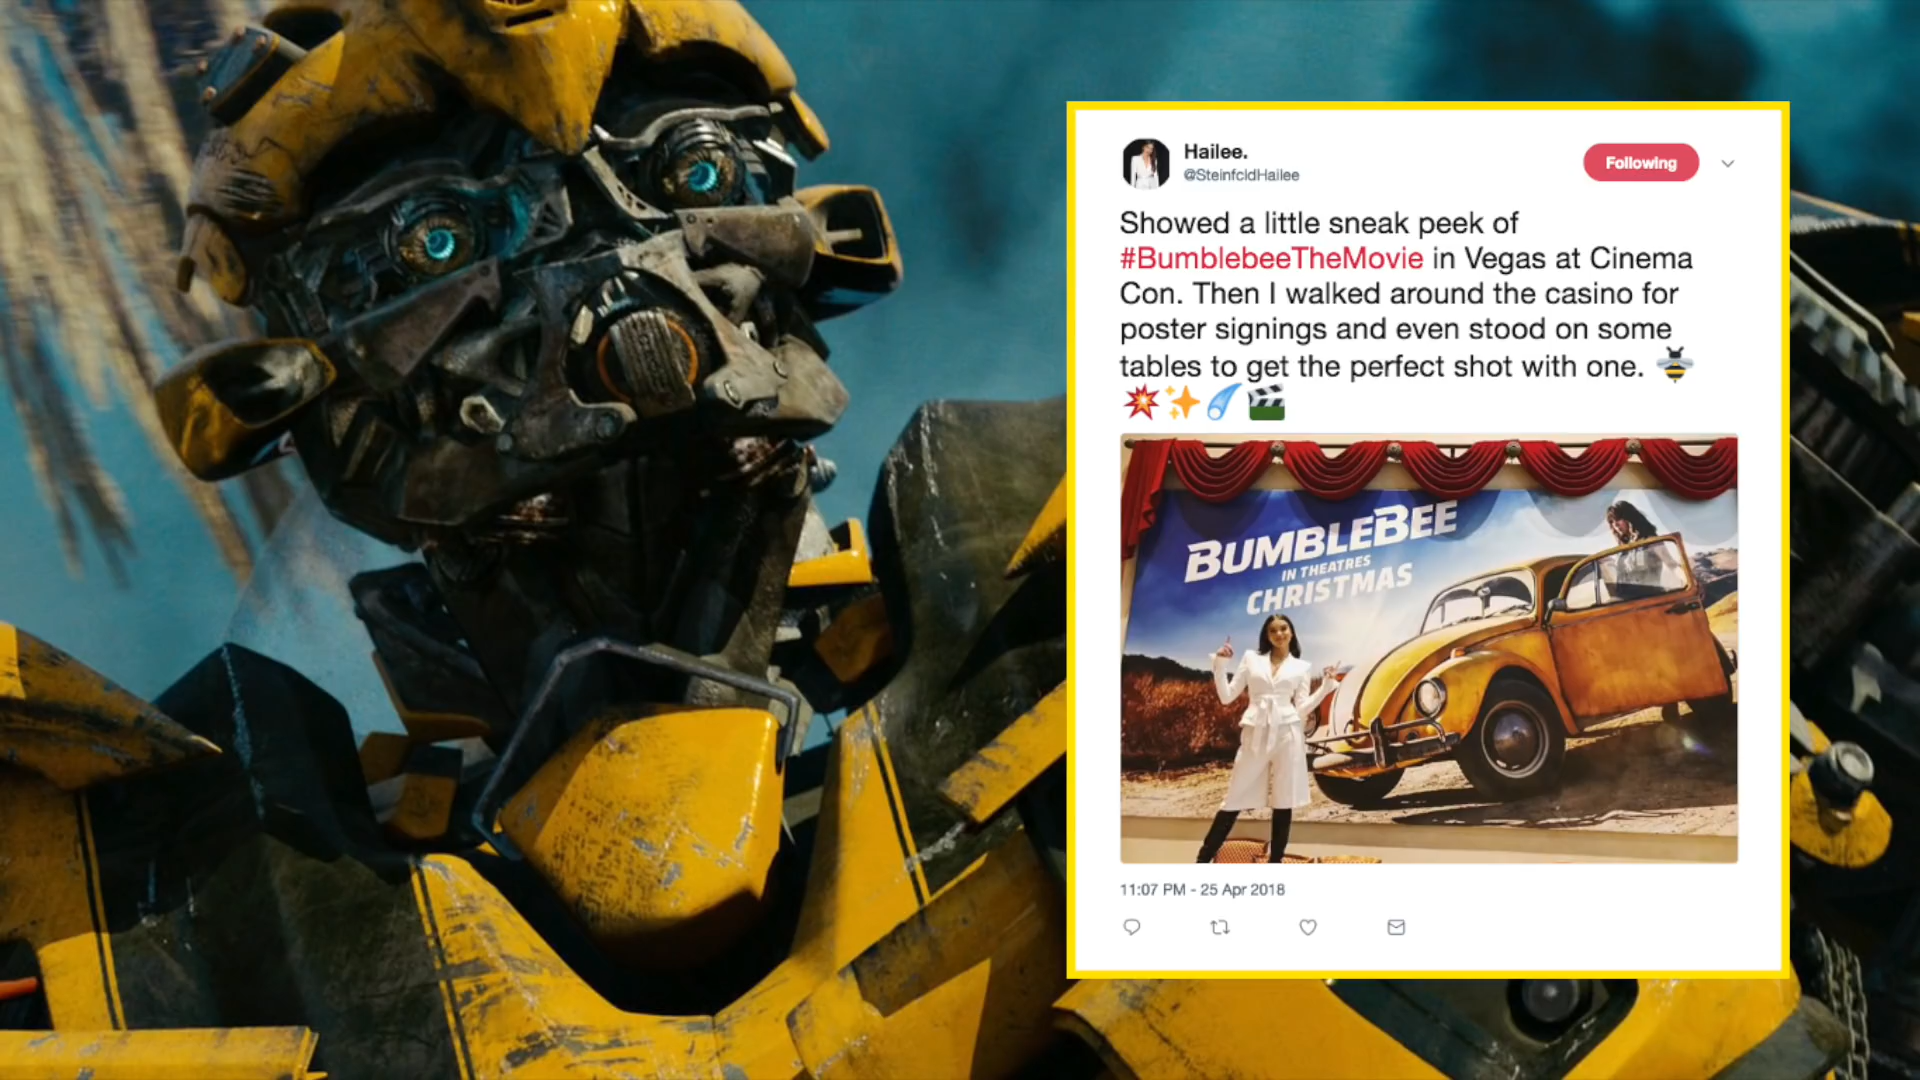 Hailee.
@SteinfcldHailee
Following
Showed a little sneak peek of
#BumblebeeTheMovie in Vegas at Cinema
Con. Then I walked around the casino for
poster signings and even stood on some
tables to get the perfect shot with one. 🐝
💥✨☄️🎬
BUMBLEBEE
IN THEATRES
CHRISTMAS
11:07 PM - 25 Apr 2018